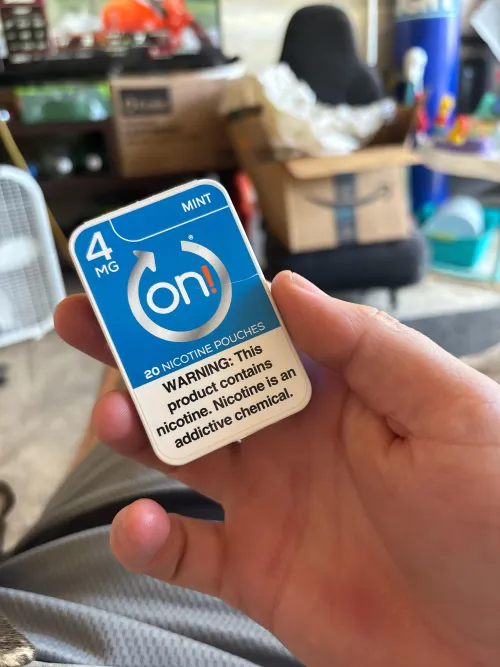 MINT
4
MG
on!
20 NICOTINE POUCHES
WARNING: This
product contains
nicotine. Nicotine is an
addictive chemical.